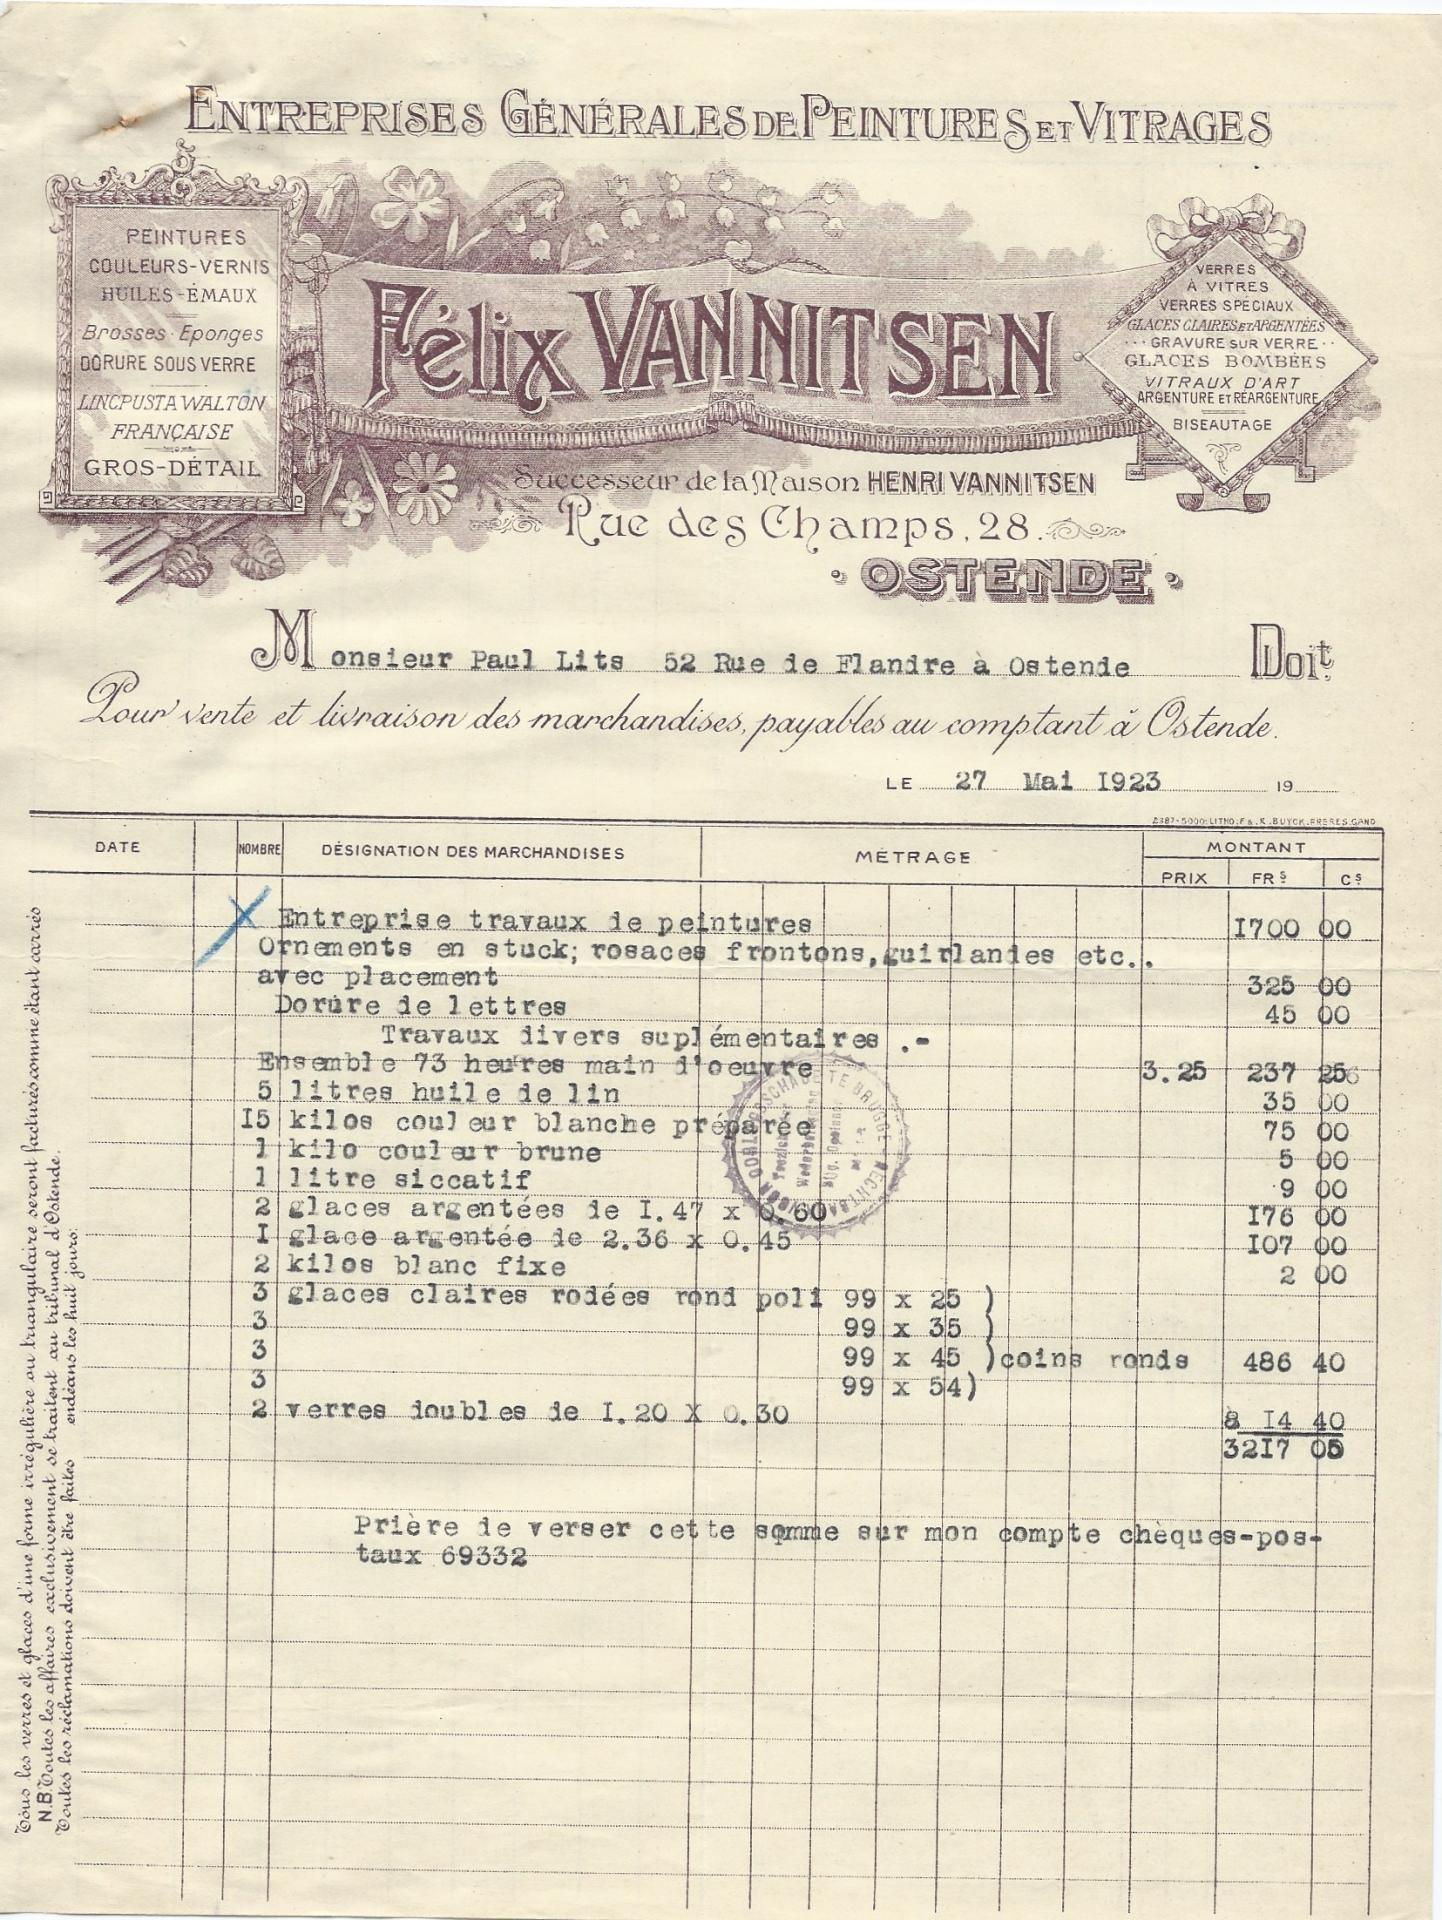 ENTREPRISES GÉNÉRALES DE PEINTURES ET VITRAGES
PEINTURES
COULEURS-VERNIS
HUILES-ÉMAUX
Brosses-Eponges
DORURE SOUS VERRE
LINCPUSTA WALTON
FRANÇAISE
GROS-DÉTAIL
Félix VANNITSEN
VERRES
À VITRES
VERRES SPÉCIAUX
GLACES CLAIRES ET ARGENTÉES
GRAVURE SUR VERRE
GLACES BOMBÉES
VITRAUX D'ART
ARGENTURE ET RÉARGENTURE
BISEAUTAGE
Successeur de la Maison HENRI VANNITSEN
Rue des Champs, 28.
OSTENDE
Monsieur Paul Lits 52 Rue de Flandre à Ostende Doit
Pour vente et livraison des marchandises, payables au comptant à Ostende.
LE 27 Mai 1923 19
2387-5000-LITHO. F. & R. BUYCK, FRÈRES, GAND
DATE NOMBRE DÉSIGNATION DES MARCHANDISES MÉTRAGE MONTANT
PRIX FRS CS
Entreprise travaux de peintures 1700 00
Ornements en stuck; rosaces frontons,guirlandes etc..
avec placement 325 00
Dorure de lettres 45 00
Travaux divers suplémentaires .-
Ensemble 73 heures main d'oeuvre 3.25 237 25
5 litres huile de lin 35 00
15 kilos couleur blanche préparée 75 00
1 kilo couleur brune 5 00
1 litre siccatif 9 00
2 glaces argentées de I.47 x 0.60 176 00
I glace argentée de 2.36 x 0.45 107 00
2 kilos blanc fixe 2 00
3 glaces claires rodées rond poli 99 x 25 )
3 99 x 35 )
3 99 x 45 )coins ronds 486 40
3 99 x 54)
2 verres doubles de I.20 X 0.30 14 40
3217 05
Prière de verser cette somme sur mon compte chèques-pos-
taux 69332
TE BRUGGE - RECHTBANK
Tous les verres et glaces d'une forme irrégulière ou triangulaire seront facturés comme étant carrés
N.B. Toutes les affaires exclusivement se traitent au tribunal d'Ostende.
Toutes les réclamations doivent être faites endéans les huit jours.